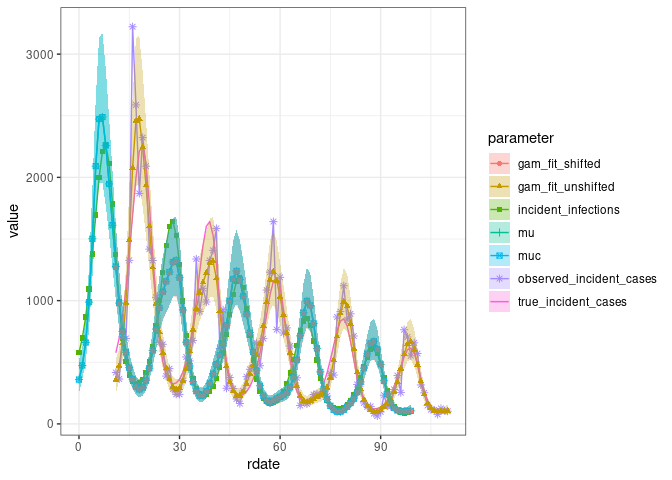 3000
2000
1000
0
value
0 30 60 90
rdate
parameter
gam_fit_shifted
gam_fit_unshifted
incident_infections
mu
muc
observed_incident_cases
true_incident_cases